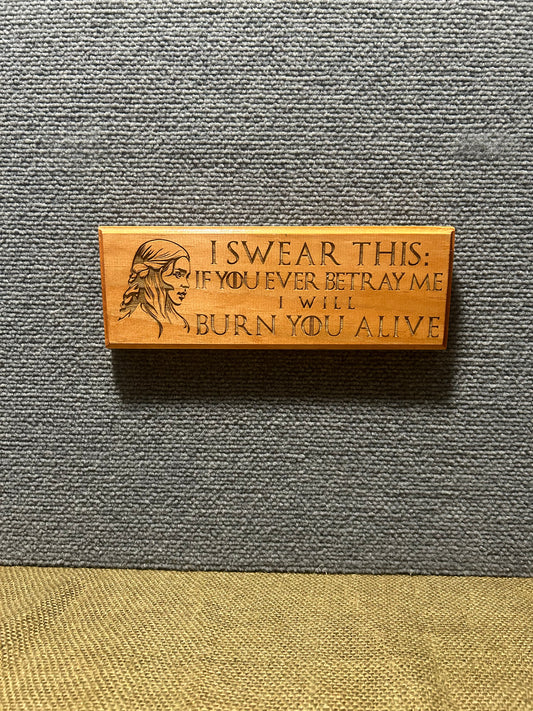 I SWEAR THIS:
IF YOU EVER BETRAY ME
I WILL
BURN YOU ALIVE